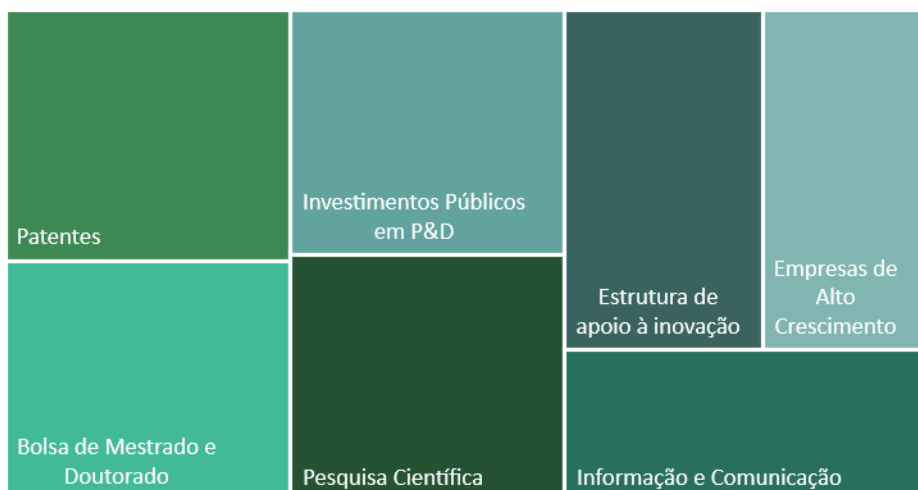 Patentes
Investimentos Públicos
em P&D
Estrutura de
apoio à inovação
Empresas de
Alto
Crescimento
Bolsa de Mestrado e
Doutorado
Pesquisa Científica
Informação e Comunicação